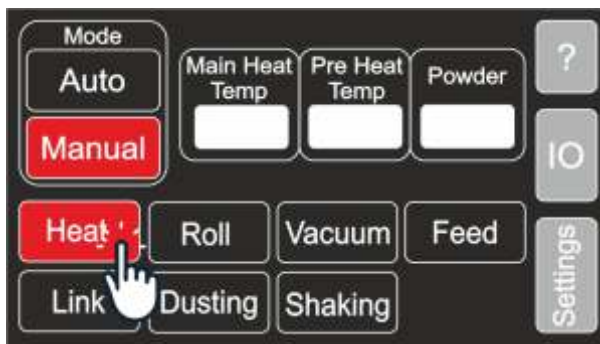 Mode
Auto
Manual
Main Heat
Temp
Pre Heat
Temp
Powder
?
IO
Settings
Heat
Roll
Vacuum
Feed
Link
Dusting
Shaking